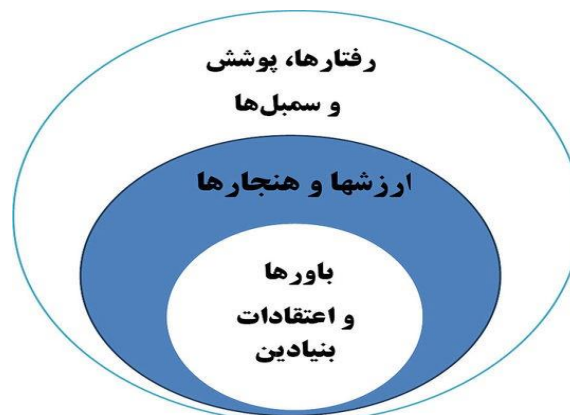 رفتارها، پوشش
و سمبل‌ها
ارزشها و هنجارها
باورها
و اعتقادات
بنیادین